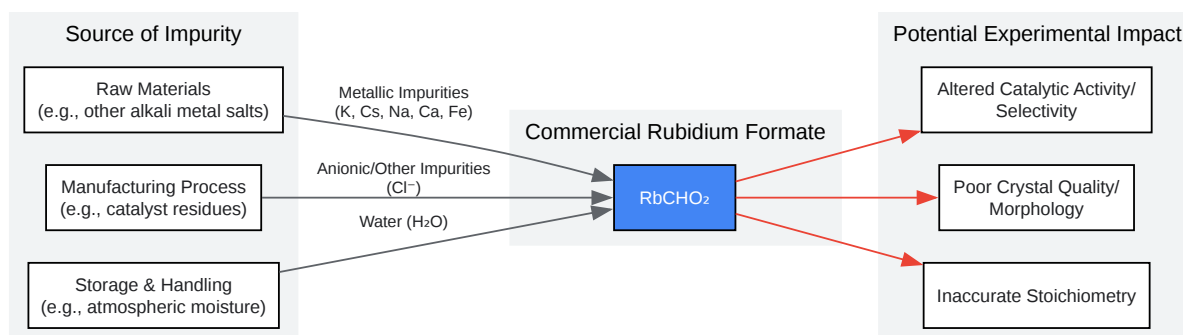 Source of Impurity
Raw Materials
(e.g., other alkali metal salts)
Manufacturing Process
(e.g., catalyst residues)
Storage & Handling
(e.g., atmospheric moisture)
Metallic Impurities
(K, Cs, Na, Ca, Fe)
Anionic/Other Impurities
(Cl⁻)
Water (H₂O)
Commercial Rubidium Formate
RbCHO₂
Potential Experimental Impact
Altered Catalytic Activity/
Selectivity
Poor Crystal Quality/
Morphology
Inaccurate Stoichiometry